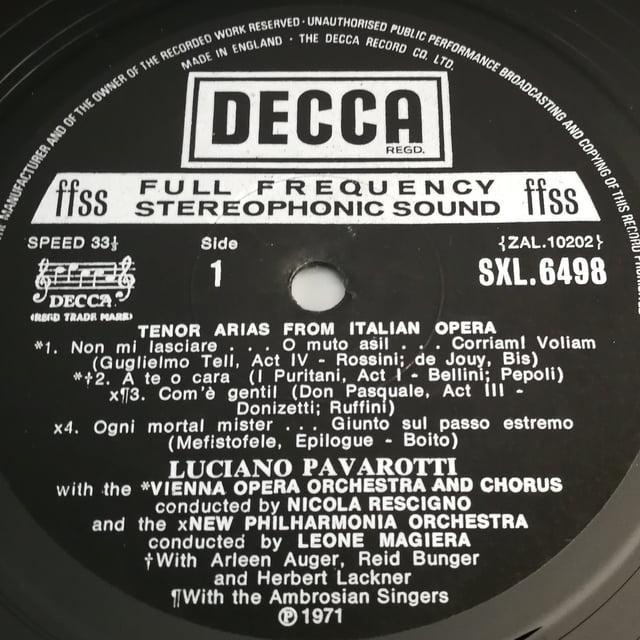 THE MANUFACTURER AND OF THE OWNER OF THE RECORDED WORK RESERVED · UNAUTHORISED PUBLIC PERFORMANCE BROADCASTING AND COPYING OF THIS RECORD
MADE IN ENGLAND · THE DECCA RECORD CO. LTD.
DECCA
REGD.
ffss FULL FREQUENCY ffss
STEREOPHONIC SOUND
SPEED 33⅓ Side {ZAL.10202}
1 SXL.6498
DECCA
(REGD TRADE MARK)
TENOR ARIAS FROM ITALIAN OPERA
*1. Non mi lasciare . . . O muto asil . . . Corriam! Voliam
(Guglielmo Tell, Act IV - Rossini; de Jouy, Bis)
*†2. A te o cara (I Puritani, Act I - Bellini; Pepoli)
x¶3. Com'è gentil (Don Pasquale, Act III -
Donizetti; Ruffini)
x4. Ogni mortal mister . . . Giunto sul passo estremo
(Mefistofele, Epilogue - Boito)
LUCIANO PAVAROTTI
with the *VIENNA OPERA ORCHESTRA AND CHORUS
conducted by NICOLA RESCIGNO
and the xNEW PHILHARMONIA ORCHESTRA
conducted by LEONE MAGIERA
†With Arleen Auger, Reid Bunger
and Herbert Lackner
¶With the Ambrosian Singers
℗1971